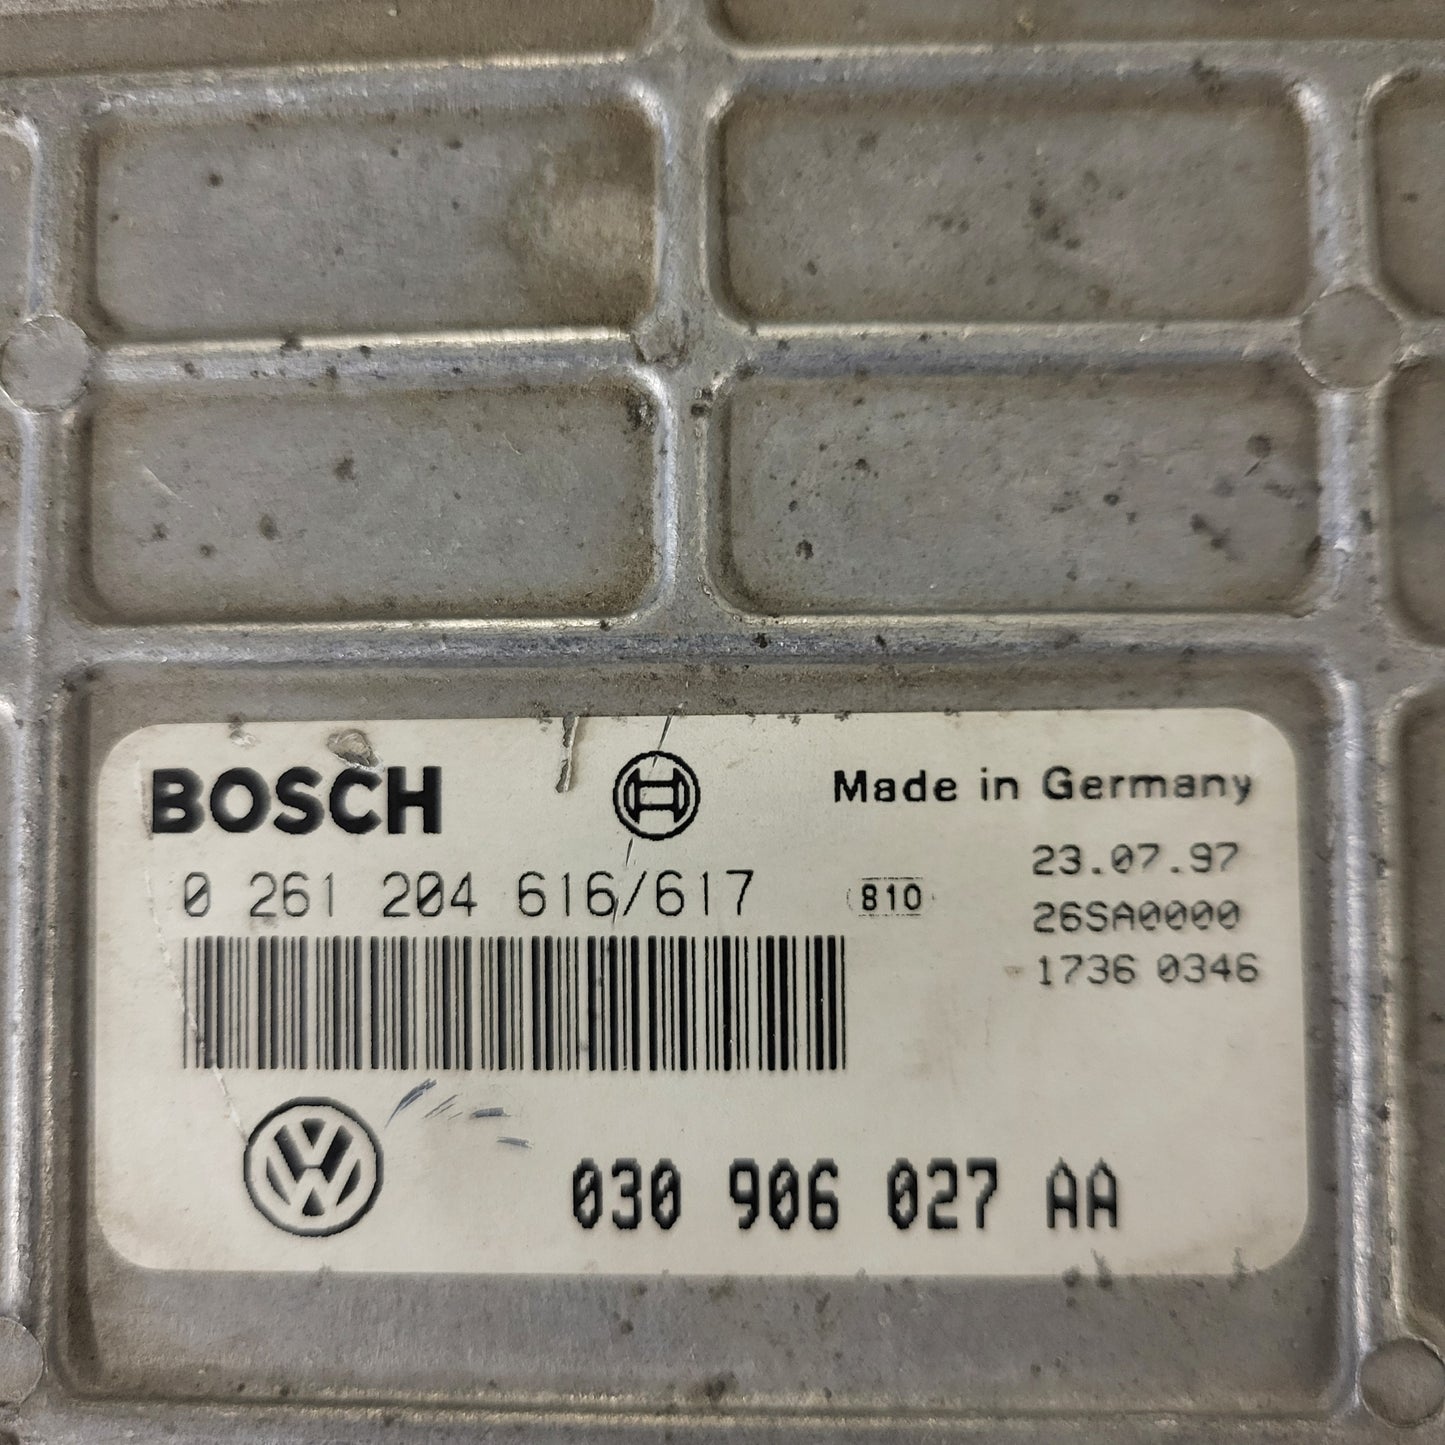 BOSCH
Made in Germany
23.07.97
0 261 204 616/617
810
26SA0000
1736 0346
VW
030 906 027 AA